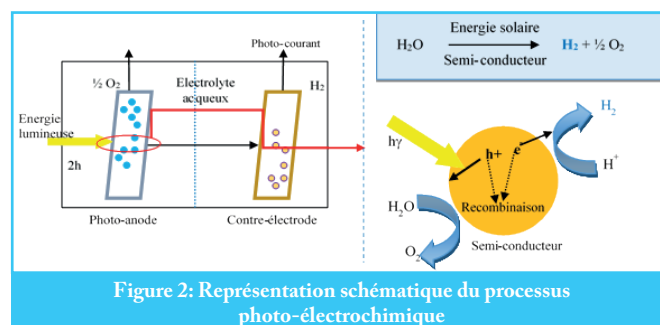 Photo-courant
½ O₂
Electrolyte
acqueux
H₂
Energie
lumineuse
2h
Photo-anode
Contre-électrode
Energie solaire
H₂O
H₂ + ½ O₂
Semi-conducteur
H₂
hγ
h+
e⁻
H⁺
H₂O
Recombinaison
O₂
Semi-conducteur
Figure 2: Représentation schématique du processus
photo-électrochimique